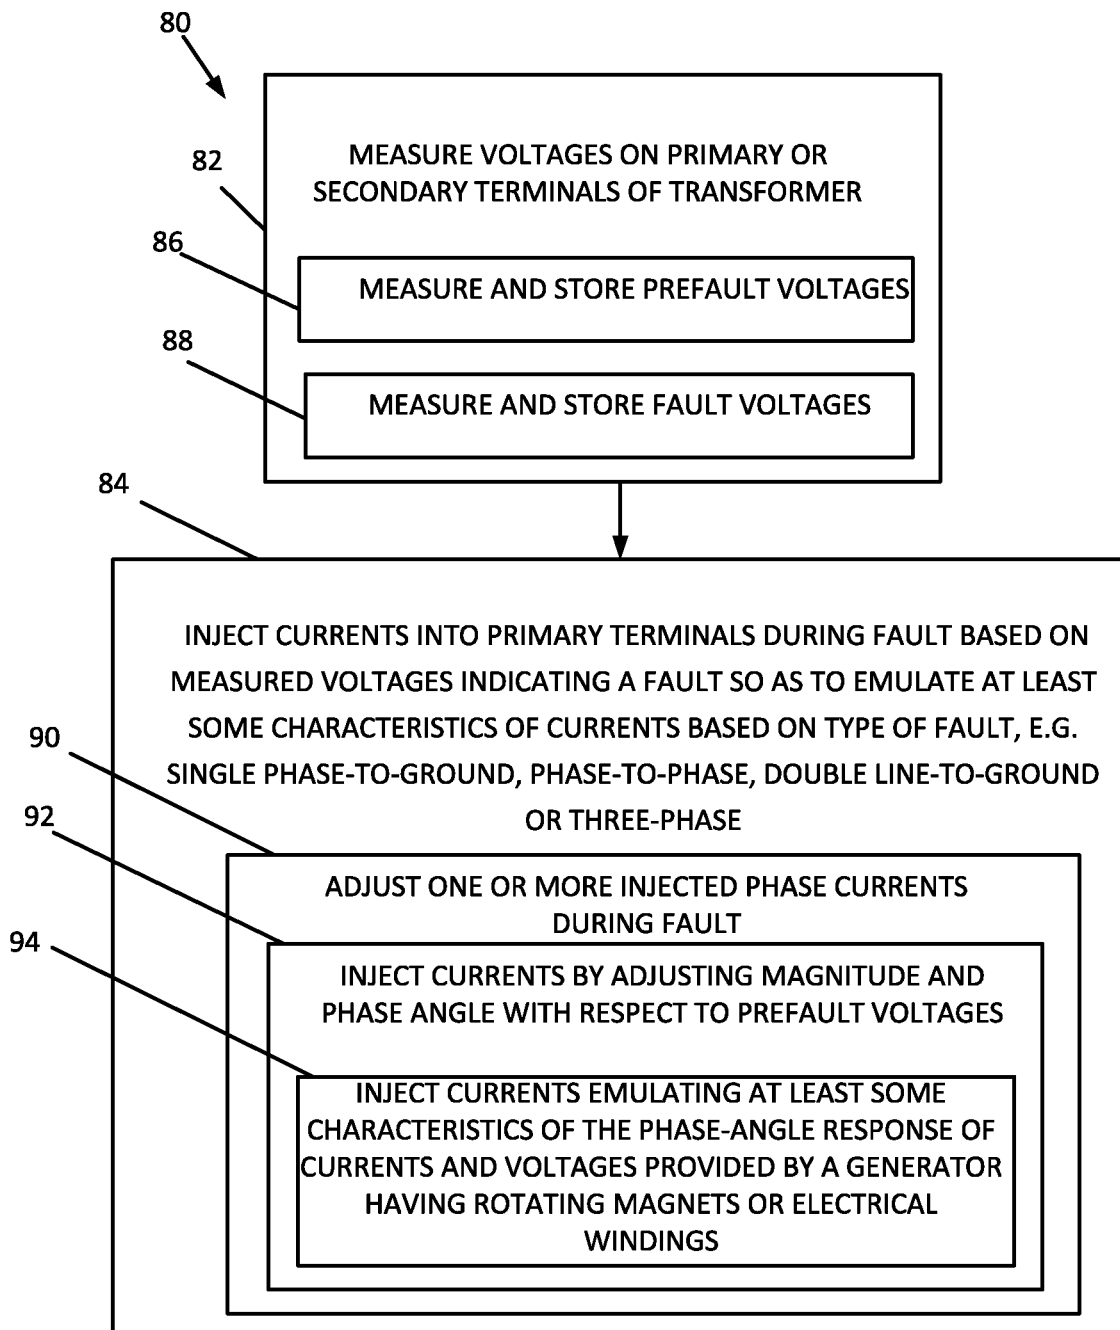 80
82
MEASURE VOLTAGES ON PRIMARY OR
SECONDARY TERMINALS OF TRANSFORMER
86
MEASURE AND STORE PREFAULT VOLTAGES
88
MEASURE AND STORE FAULT VOLTAGES
84
INJECT CURRENTS INTO PRIMARY TERMINALS DURING FAULT BASED ON
MEASURED VOLTAGES INDICATING A FAULT SO AS TO EMULATE AT LEAST
SOME CHARACTERISTICS OF CURRENTS BASED ON TYPE OF FAULT, E.G.
SINGLE PHASE-TO-GROUND, PHASE-TO-PHASE, DOUBLE LINE-TO-GROUND
OR THREE-PHASE
90
ADJUST ONE OR MORE INJECTED PHASE CURRENTS
DURING FAULT
92
INJECT CURRENTS BY ADJUSTING MAGNITUDE AND
PHASE ANGLE WITH RESPECT TO PREFAULT VOLTAGES
94
INJECT CURRENTS EMULATING AT LEAST SOME
CHARACTERISTICS OF THE PHASE-ANGLE RESPONSE OF
CURRENTS AND VOLTAGES PROVIDED BY A GENERATOR
HAVING ROTATING MAGNETS OR ELECTRICAL
WINDINGS